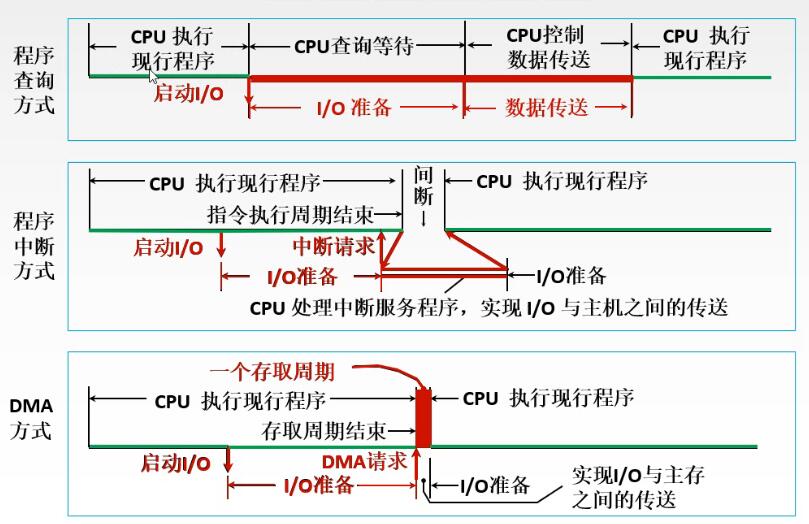 程序
查询
方式
CPU 执行
现行程序
CPU查询等待
CPU控制
数据传送
CPU 执行
现行程序
启动I/O
I/O 准备
数据传送
程序
中断
方式
CPU 执行现行程序
间
断
CPU 执行现行程序
指令执行周期结束
启动I/O
中断请求
I/O准备
I/O准备
CPU 处理中断服务程序，实现 I/O 与主机之间的传送
DMA
方式
一个存取周期
CPU 执行现行程序
CPU 执行现行程序
存取周期结束
启动I/O
DMA请求
I/O准备
I/O准备
实现I/O与主存
之间的传送